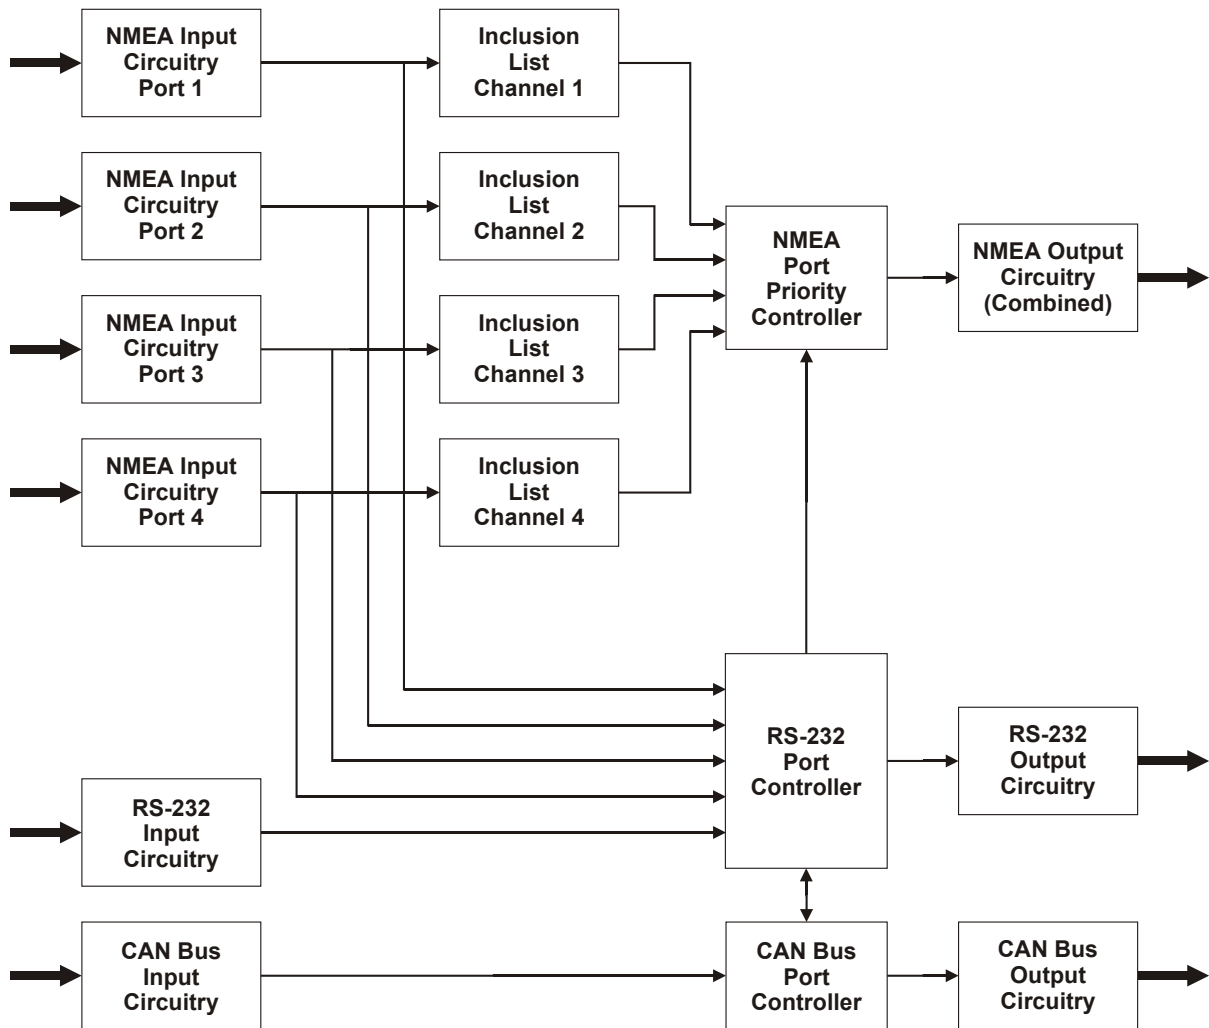 NMEA Input
Circuitry
Port 1
Inclusion
List
Channel 1
NMEA Input
Circuitry
Port 2
Inclusion
List
Channel 2
NMEA
Port
Priority
Controller
NMEA Output
Circuitry
(Combined)
NMEA Input
Circuitry
Port 3
Inclusion
List
Channel 3
NMEA Input
Circuitry
Port 4
Inclusion
List
Channel 4
RS-232
Port
Controller
RS-232
Output
Circuitry
RS-232
Input
Circuitry
CAN Bus
Input
Circuitry
CAN Bus
Port
Controller
CAN Bus
Output
Circuitry